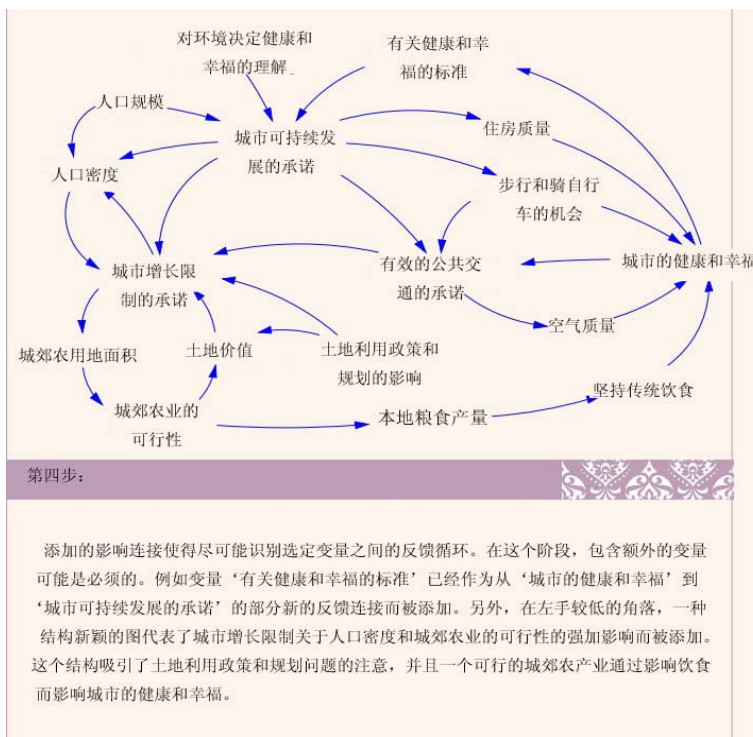 对环境决定健康和
幸福的理解
有关健康和幸
福的标准
人口规模
城市可持续发
展的承诺
住房质量
人口密度
步行和骑自行
车的机会
城市增长限
制的承诺
有效的公共交
通的承诺
城市的健康和幸福
空气质量
城郊农用地面积
土地价值
土地利用政策和
规划的影响
坚持传统饮食
城郊农业的
可行性
本地粮食产量
第四步：
添加的影响连接使得尽可能识别选定变量之间的反馈循环。在这个阶段，包含额外的变量
可能是必须的。例如变量‘有关健康和幸福的标准’已经作为从‘城市的健康和幸福’到
‘城市可持续发展的承诺’的部分新的反馈连接而被添加。另外，在左手较低的角落，一种
结构新颖的图代表了城市增长限制关于人口密度和城郊农业的可行性的强加影响而被添加。
这个结构吸引了土地利用政策和规划问题的注意，并且一个可行的城郊农产业通过影响饮食
而影响城市的健康和幸福。